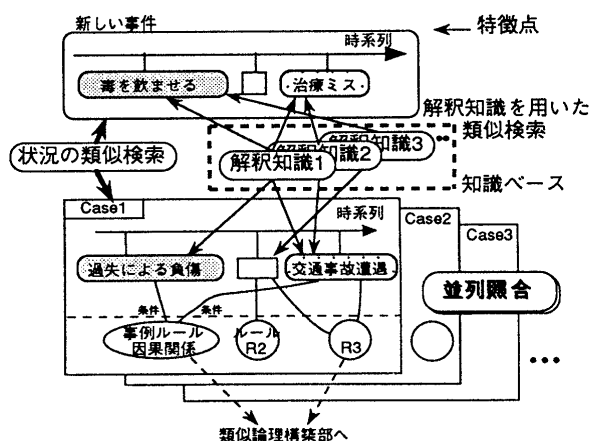 新しい事件
時系列
特徴点
毒を飲ませる
治療ミス
解釈知識を用いた
類似検索
状況の類似検索
解釈知識1
解釈知識2
解釈知識3
知識ベース
Case1
時系列
Case2
Case3
過失による負傷
交通事故遭遇
並列照合
条件
条件
事例ルール
因果関係
ルール
R2
R3
類似論理構築部へ